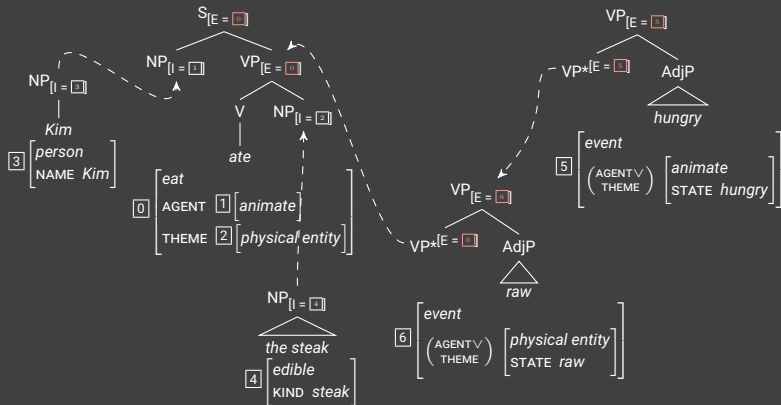 S[E = 0]
VP[E = 5]
NP[I = 1]
VP[E = 0]
VP*[E = 5]
AdjP
NP[I = 3]
V
NP[I = 2]
hungry
Kim
ate
3 [person
NAME Kim]
5 [event
(AGENT∨ THEME) [animate
STATE hungry]]
0 [eat
AGENT 1 [animate]
THEME 2 [physical entity]]
VP[E = 6]
VP*[E = 6]
AdjP
raw
NP[I = 4]
the steak
4 [edible
KIND steak]
6 [event
(AGENT∨ THEME) [physical entity
STATE raw]]